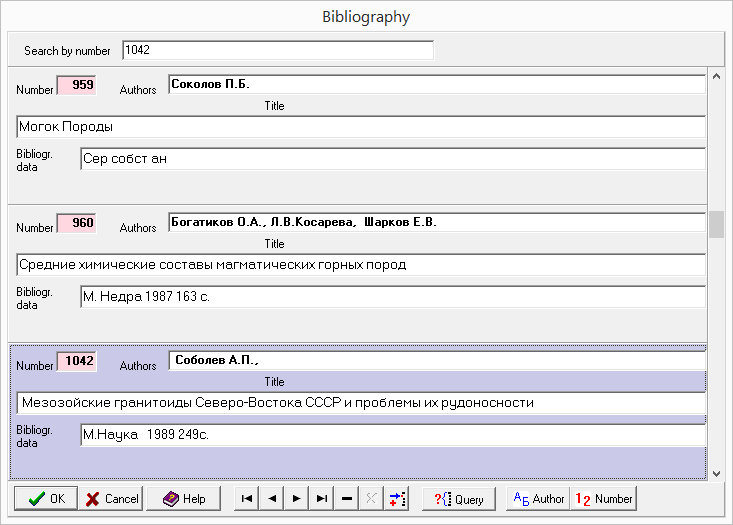 Bibliography
Search by number 1042
Number 959 Authors Соколов П.Б.
Title
Могок Породы
Bibliogr. data Сер собст ан
Number 960 Authors Богатиков О.А., Л.В.Косарева, Шарков Е.В.
Title
Средние химические составы магматических горных пород
Bibliogr. data М. Недра 1987 163 с.
Number 1042 Authors Соболев А.П.,
Title
Мезозойские гранитоиды Северо-Востока СССР и проблемы их рудоносности
Bibliogr. data М.Наука 1989 249с.
OK Cancel Help ?{ Query АБ Author 12 Number